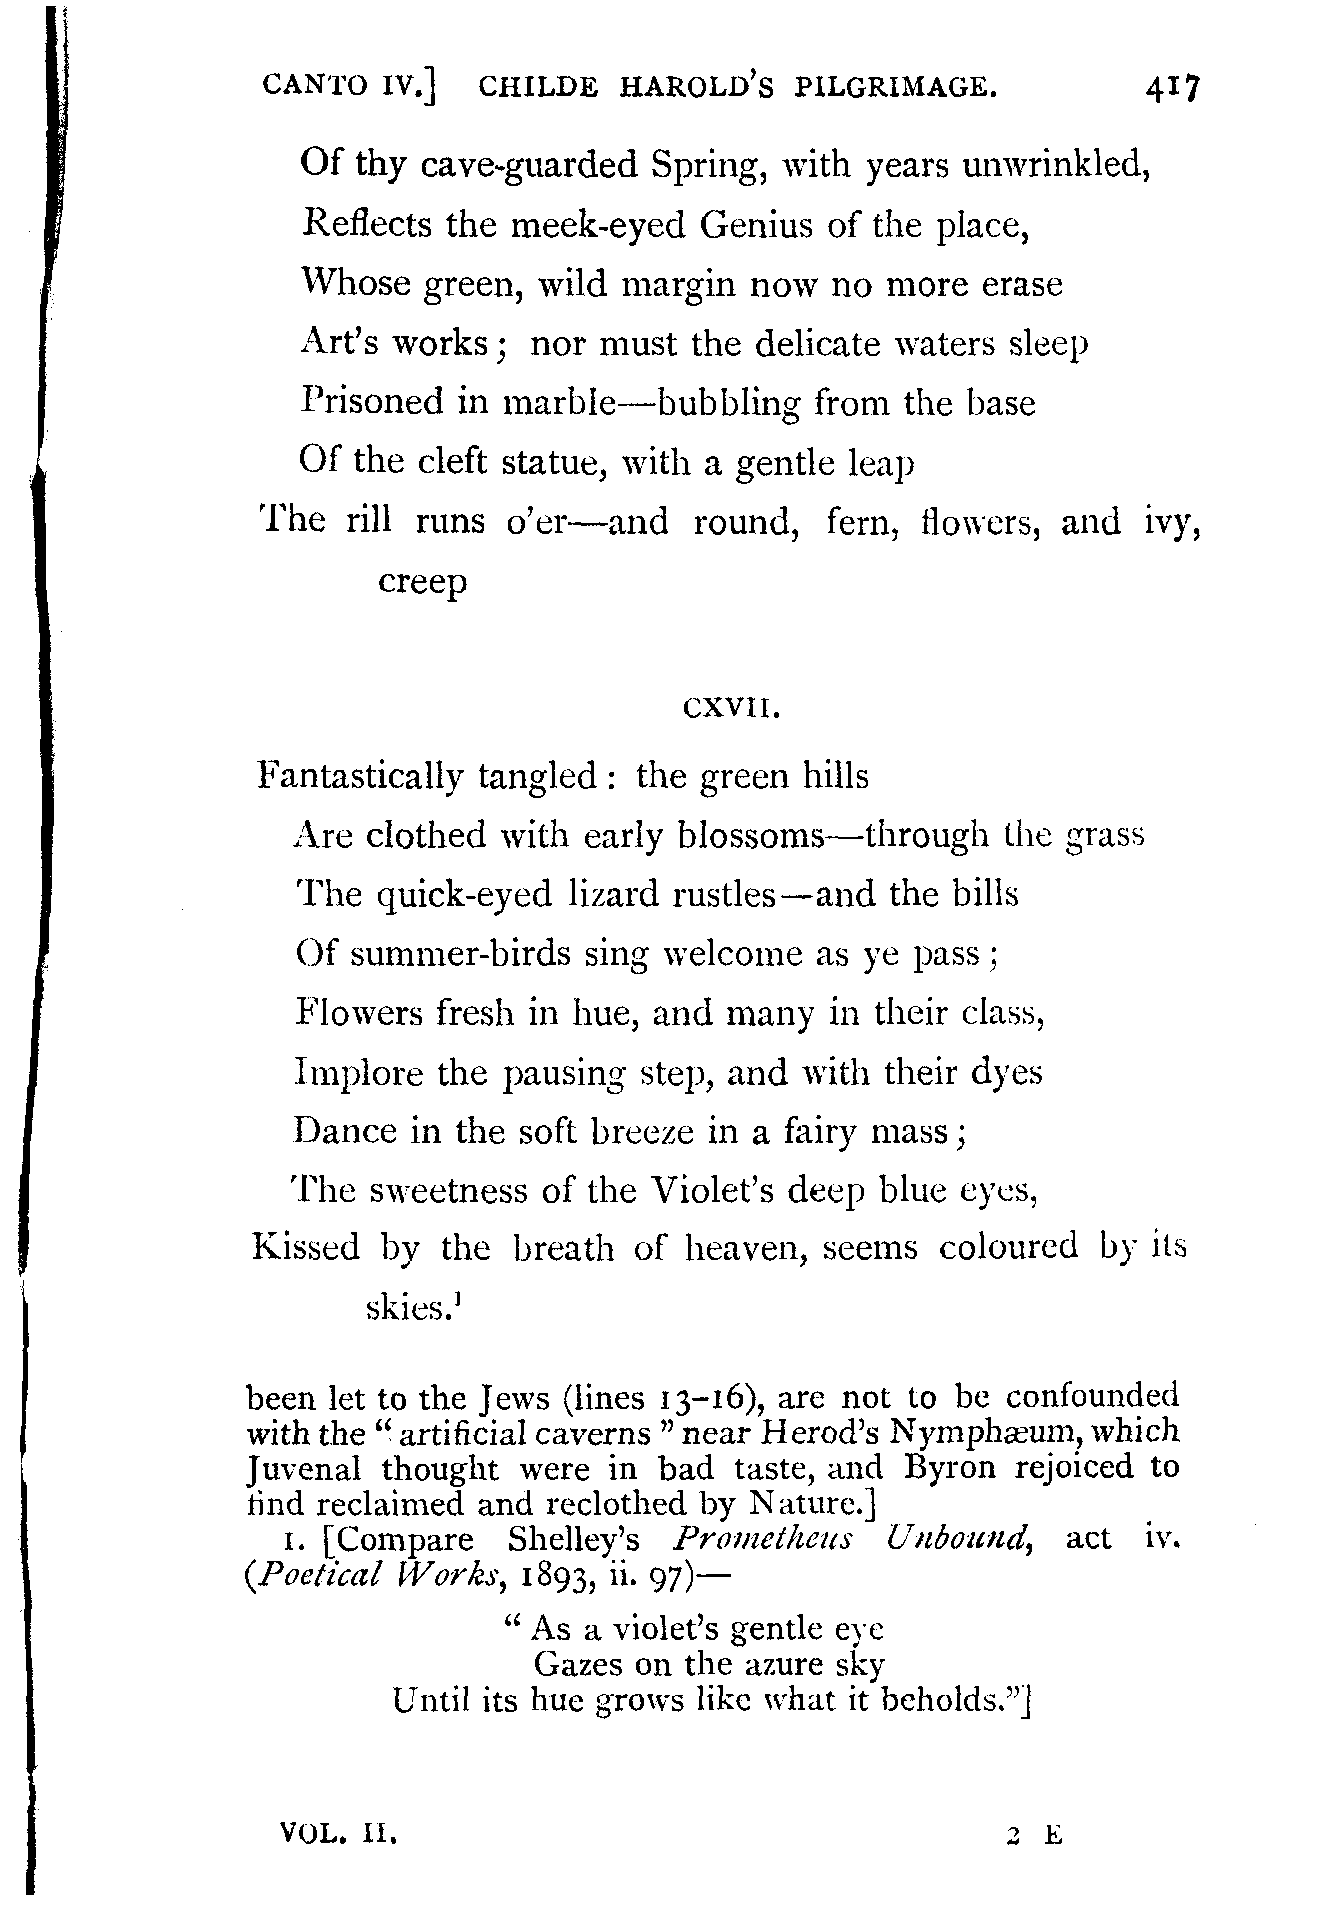 CANTO IV.] CHILDE HAROLD'S PILGRIMAGE. 417
Of thy cave-guarded Spring, with years unwrinkled,
Reflects the meek-eyed Genius of the place,
Whose green, wild margin now no more erase
Art's works; nor must the delicate waters sleep
Prisoned in marble—bubbling from the base
Of the cleft statue, with a gentle leap
The rill runs o'er—and round, fern, flowers, and ivy,
creep
CXVII.
Fantastically tangled: the green hills
Are clothed with early blossoms—through the grass
The quick-eyed lizard rustles—and the bills
Of summer-birds sing welcome as ye pass;
Flowers fresh in hue, and many in their class,
Implore the pausing step, and with their dyes
Dance in the soft breeze in a fairy mass;
The sweetness of the Violet's deep blue eyes,
Kissed by the breath of heaven, seems coloured by its
skies.¹
been let to the Jews (lines 13–16), are not to be confounded
with the "artificial caverns" near Herod's Nymphæum, which
Juvenal thought were in bad taste, and Byron rejoiced to
find reclaimed and reclothed by Nature.]
1. [Compare Shelley's Prometheus Unbound, act iv.
(Poetical Works, 1893, ii. 97)—
"As a violet's gentle eye
Gazes on the azure sky
Until its hue grows like what it beholds."]
VOL. II. 2 E